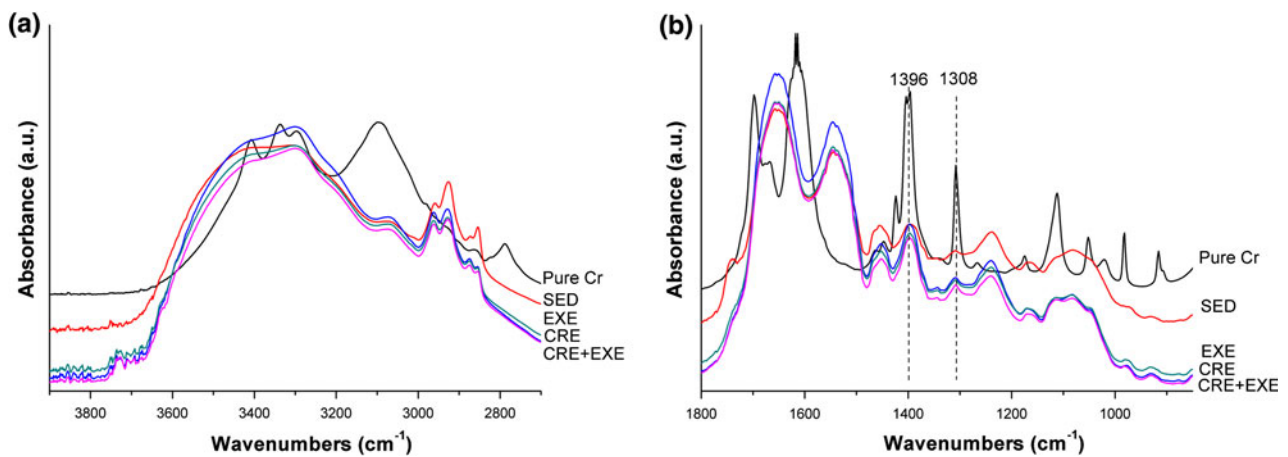 (a)
Absorbance (a.u.)
Pure Cr
SED
EXE
CRE
CRE+EXE
3800 3600 3400 3200 3000 2800
Wavenumbers (cm⁻¹)
(b)
Absorbance (a.u.)
1396 1308
Pure Cr
SED
EXE
CRE
CRE+EXE
1800 1600 1400 1200 1000
Wavenumbers (cm⁻¹)